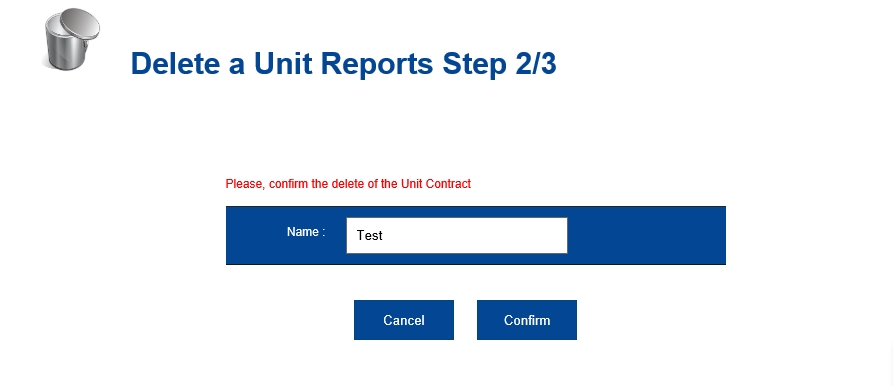 Delete a Unit Reports Step 2/3
Please, confirm the delete of the Unit Contract
Name : Test
Cancel Confirm